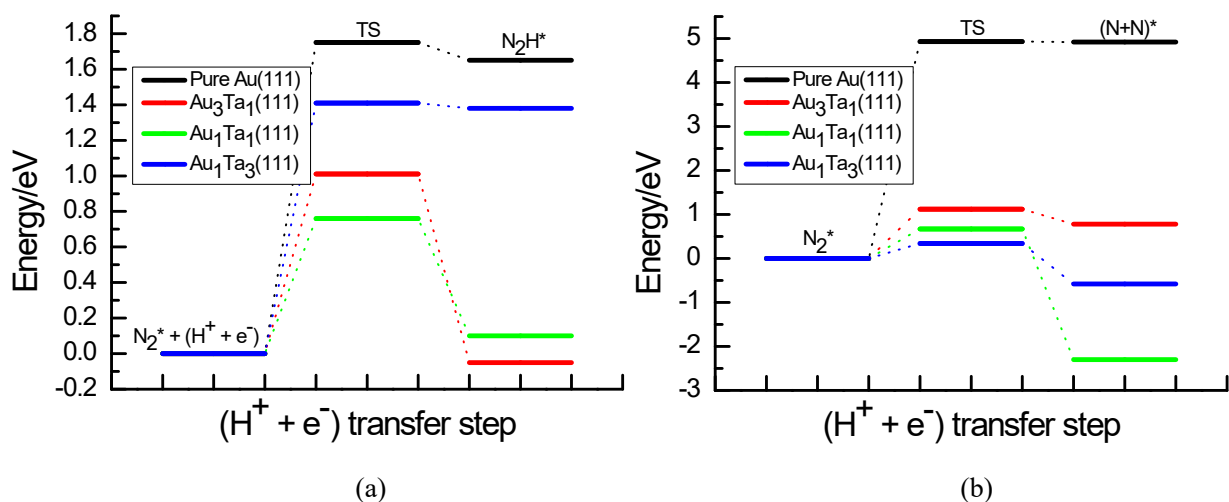 1.8
1.6
1.4
1.2
1.0
0.8
0.6
0.4
0.2
0.0
-0.2
Energy/eV
TS
N₂H*
Pure Au(111)
Au₃Ta₁(111)
Au₁Ta₁(111)
Au₁Ta₃(111)
N₂* + (H⁺ + e⁻)
(H⁺ + e⁻) transfer step
(a)
5
4
3
2
1
0
-1
-2
-3
Energy/eV
TS
(N+N)*
Pure Au(111)
Au₃Ta₁(111)
Au₁Ta₁(111)
Au₁Ta₃(111)
N₂*
(H⁺ + e⁻) transfer step
(b)